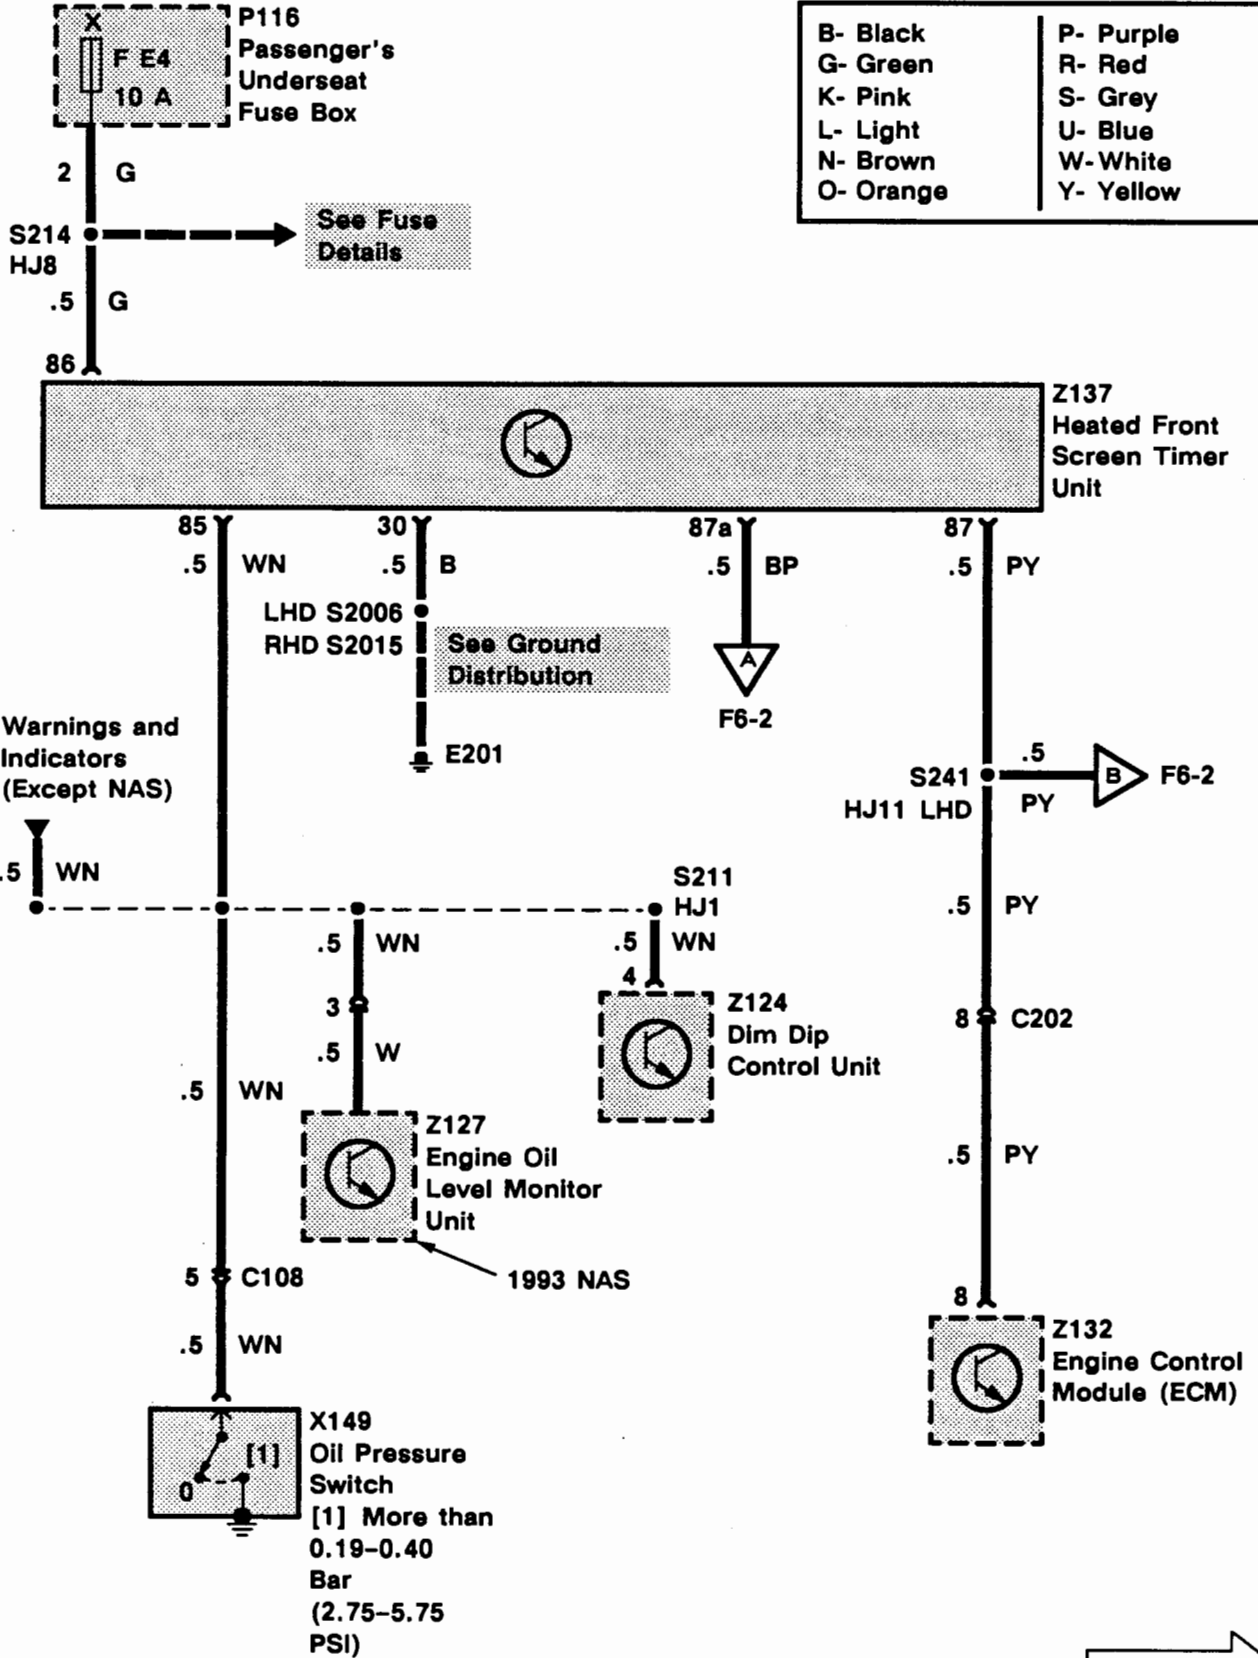 X
F E4
10 A
P116
Passenger's
Underseat
Fuse Box
B- Black
G- Green
K- Pink
L- Light
N- Brown
O- Orange
P- Purple
R- Red
S- Grey
U- Blue
W- White
Y- Yellow
2 G
S214
HJ8
See Fuse
Details
.5 G
86
Z137
Heated Front
Screen Timer
Unit
85
.5 WN
30
.5 B
87a
.5 BP
87
.5 PY
LHD S2006
RHD S2015
See Ground
Distribution
E201
A
F6-2
Warnings and
Indicators
(Except NAS)
.5 WN
S241
HJ11 LHD
.5
PY
B
F6-2
S211
HJ1
.5 WN
.5 WN
.5 PY
3
4
Z124
Dim Dip
Control Unit
8 C202
.5 W
.5 WN
Z127
Engine Oil
Level Monitor
Unit
1993 NAS
.5 PY
5 C108
.5 WN
8
Z132
Engine Control
Module (ECM)
[1]
0
X149
Oil Pressure
Switch
[1] More than
0.19-0.40
Bar
(2.75-5.75
PSI)